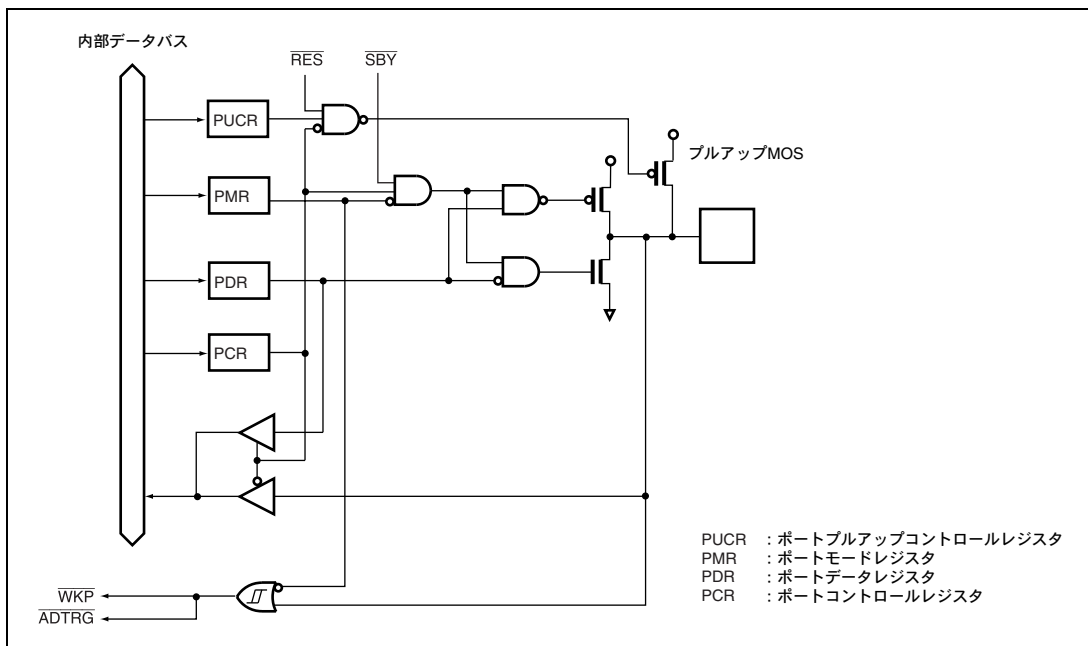 内部データバス
RES
SBY
PUCR
プルアップMOS
PMR
PDR
PCR
PUCR : ポートプルアップコントロールレジスタ
PMR : ポートモードレジスタ
PDR : ポートデータレジスタ
PCR : ポートコントロールレジスタ
WKP
ADTRG